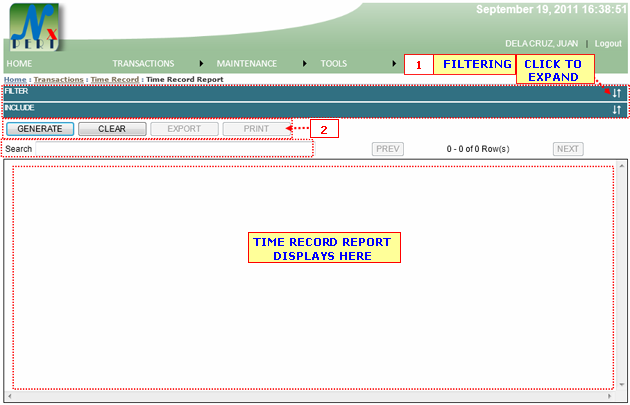 September 19, 2011 16:38:51
Nx
PERT
DELA CRUZ, JUAN | Logout
HOME TRANSACTIONS MAINTENANCE TOOLS
1 FILTERING
CLICK TO
EXPAND
Home : Transactions : Time Record : Time Record Report
FILTER
INCLUDE
GENERATE CLEAR EXPORT PRINT 2
Search PREV 0 - 0 of 0 Row(s) NEXT
TIME RECORD REPORT
DISPLAYS HERE